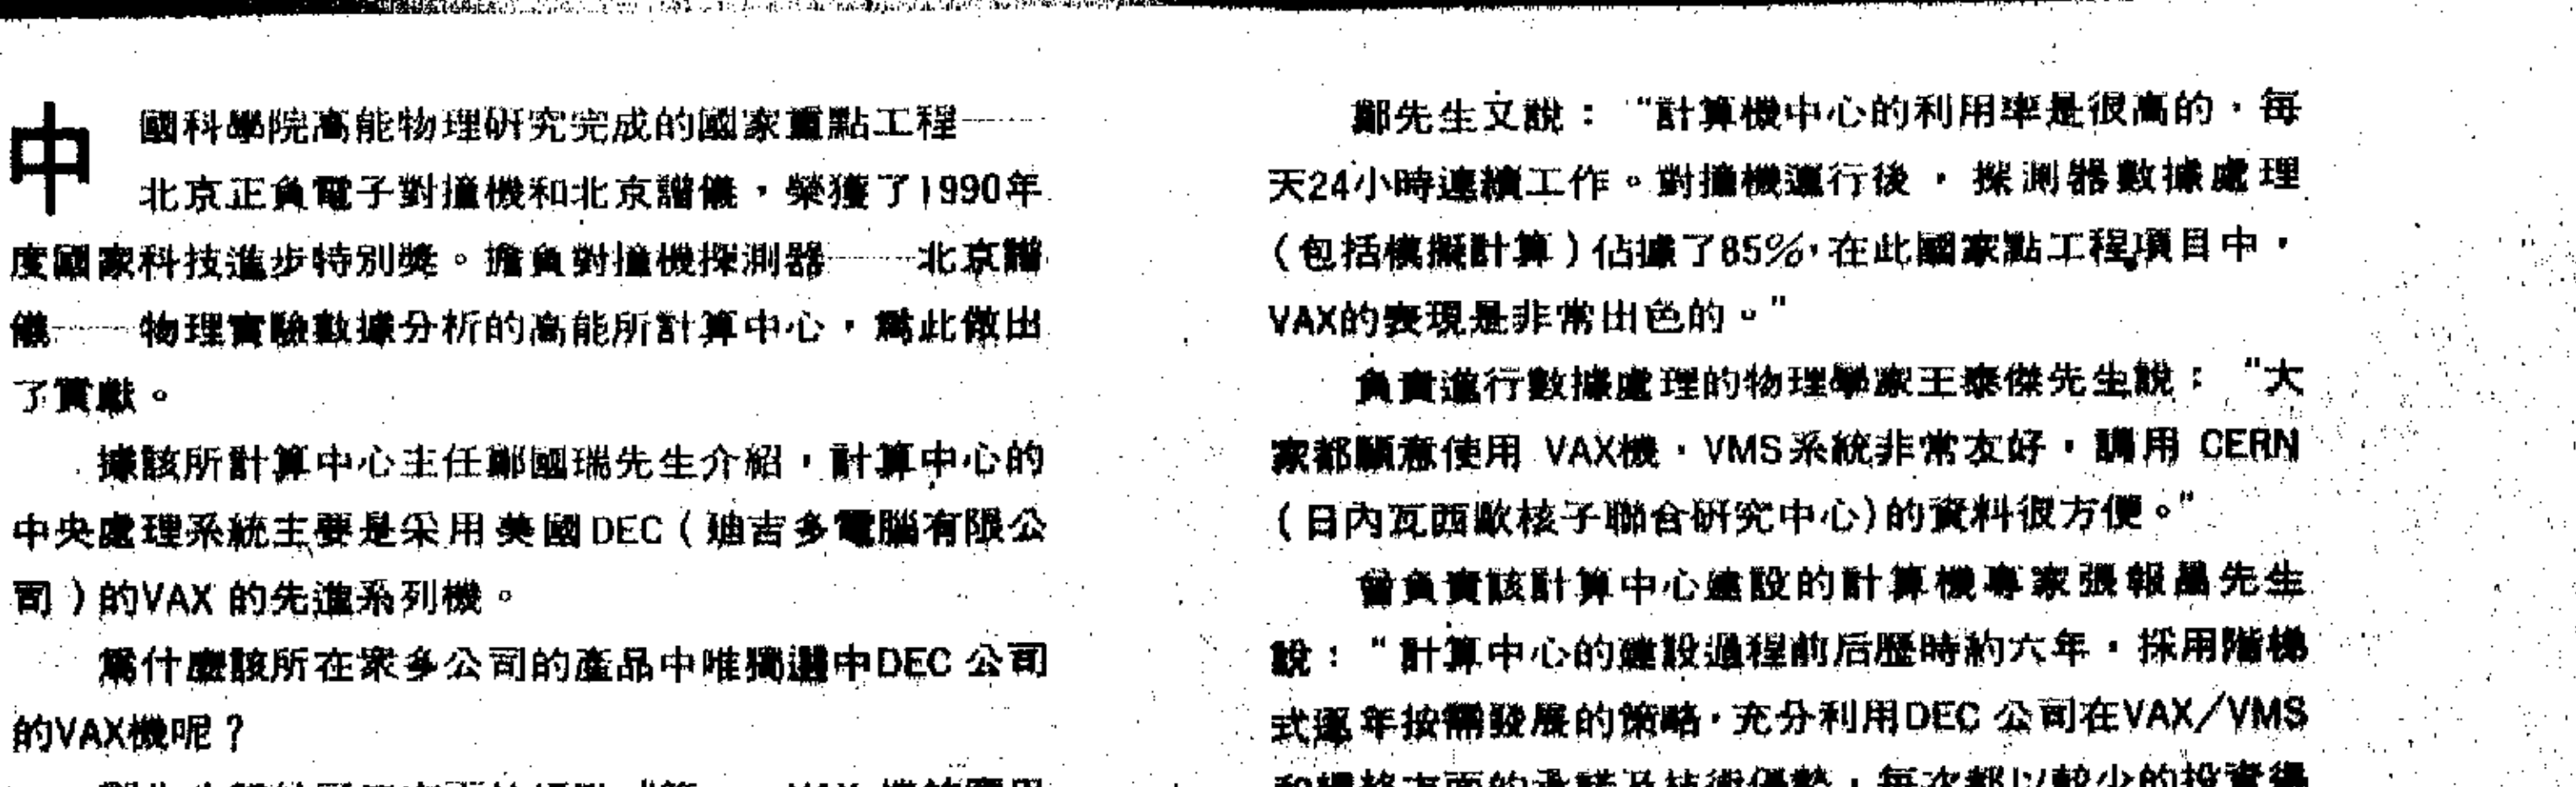 中國科學院高能物理研究完成的國家重點工程——
北京正負電子對撞機和北京譜儀，榮獲了1990年
度國家科技進步特別獎。擔負對撞機探測器——北京譜
儀——物理實驗數據分析的高能所計算中心，爲此做出
了貢獻。
據該所計算中心主任鄭國瑞先生介紹，計算中心的
中央處理系統主要是采用美國DEC（迪吉多電腦有限公
司）的VAX 的先進系列機。
爲什麽該所在衆多公司的產品中唯獨選中DEC 公司
的VAX機呢？
鄭先生又說：“計算機中心的利用率是很高的，每
天24小時連續工作。對撞機運行後，探測器數據處理
（包括模擬計算）佔據了85%，在此國家點工程項目中，
VAX的表現是非常出色的。”
負責進行數據處理的物理學家王泰傑先生說：“大
家都願意使用 VAX機，VMS系統非常友好，調用 CERN
（日內瓦西歐核子聯合研究中心）的資料很方便。”
曾負責該計算中心建設的計算機專家張報昌先生
說：“計算中心的建設過程前后歷時約六年，採用階梯
式逐年按需發展的策略，充分利用DEC 公司在VAX/VMS